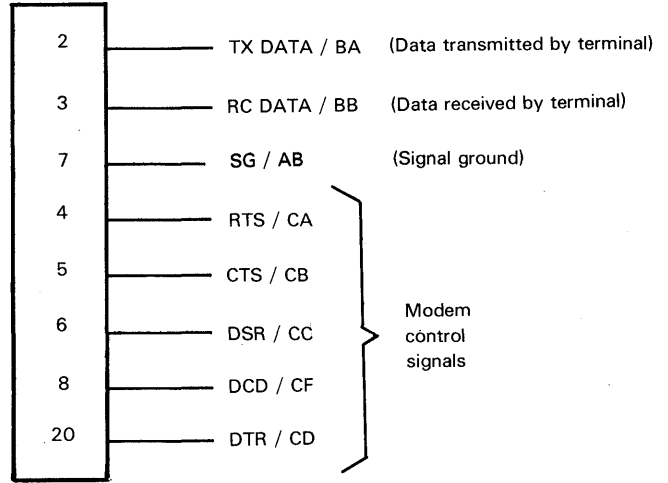 2 TX DATA / BA (Data transmitted by terminal)
3 RC DATA / BB (Data received by terminal)
7 SG / AB (Signal ground)
4 RTS / CA
5 CTS / CB
6 DSR / CC
8 DCD / CF
20 DTR / CD
Modem
control
signals